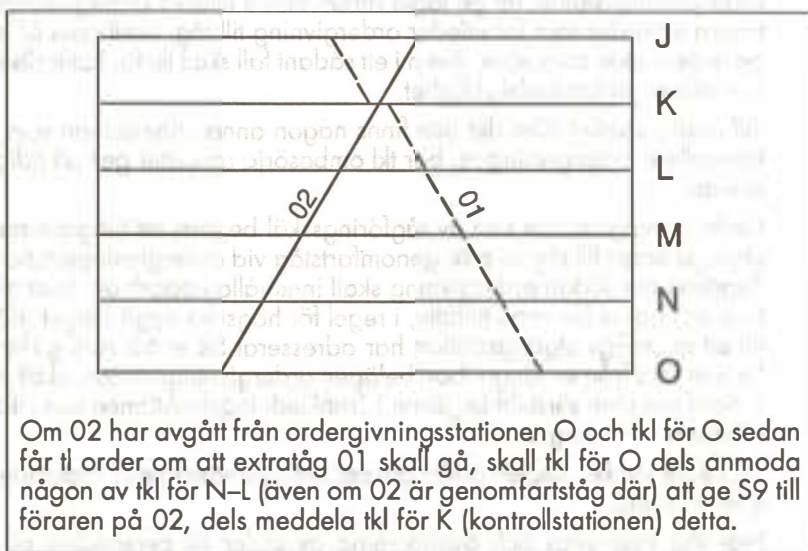 J
K
L
02
01
M
N
O
Om 02 har avgått från ordergivningsstationen O och tkl för O sedan
får tl order om att extratåg 01 skall gå, skall tkl för O dels anmoda
någon av tkl för N–L (även om 02 är genomfartståg där) att ge S9 till
föraren på 02, dels meddela tkl för K (kontrollstationen) detta.